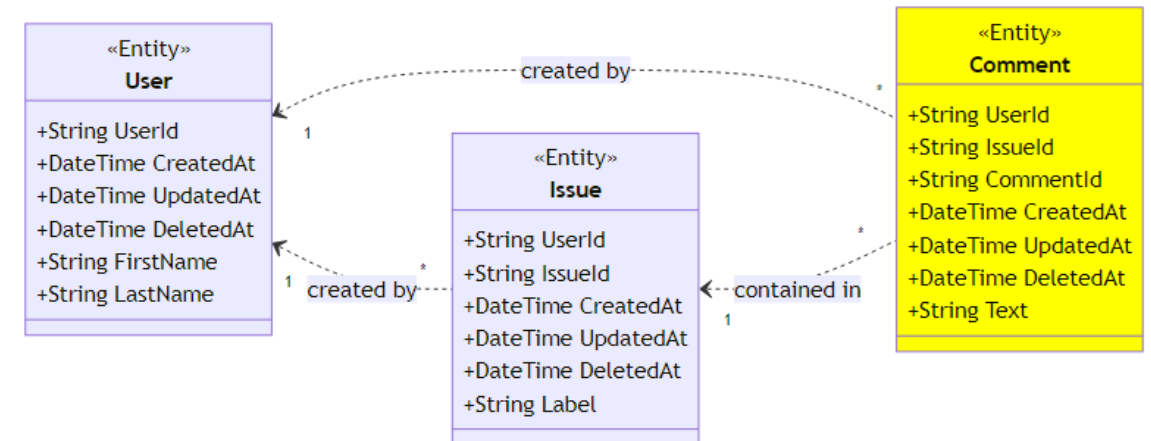 «Entity»
User
+String UserId
+DateTime CreatedAt
+DateTime UpdatedAt
+DateTime DeletedAt
+String FirstName
+String LastName
created by
*
1
«Entity»
Issue
+String UserId
+String IssueId
+DateTime CreatedAt
+DateTime UpdatedAt
+DateTime DeletedAt
+String Label
1
created by
*
«Entity»
Comment
+String UserId
+String IssueId
+String CommentId
+DateTime CreatedAt
+DateTime UpdatedAt
+DateTime DeletedAt
+String Text
*
contained in
1